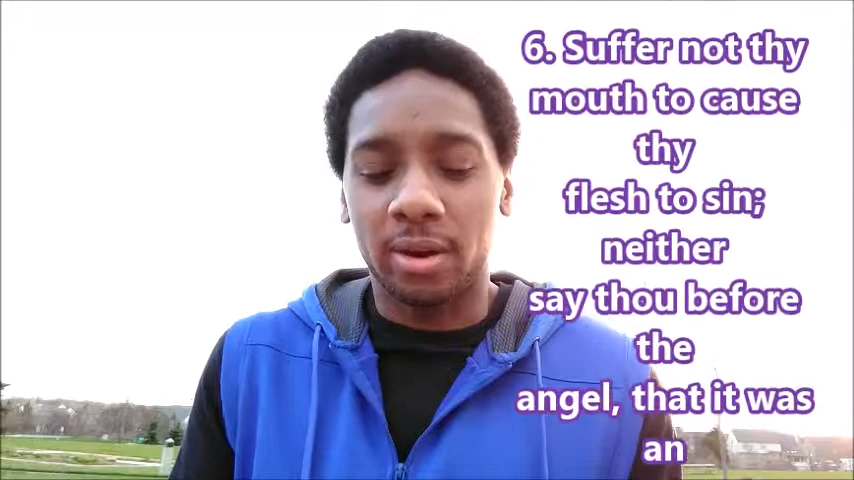 6. Suffer not thy
mouth to cause
thy
flesh to sin;
neither
say thou before
the
angel, that it was
an